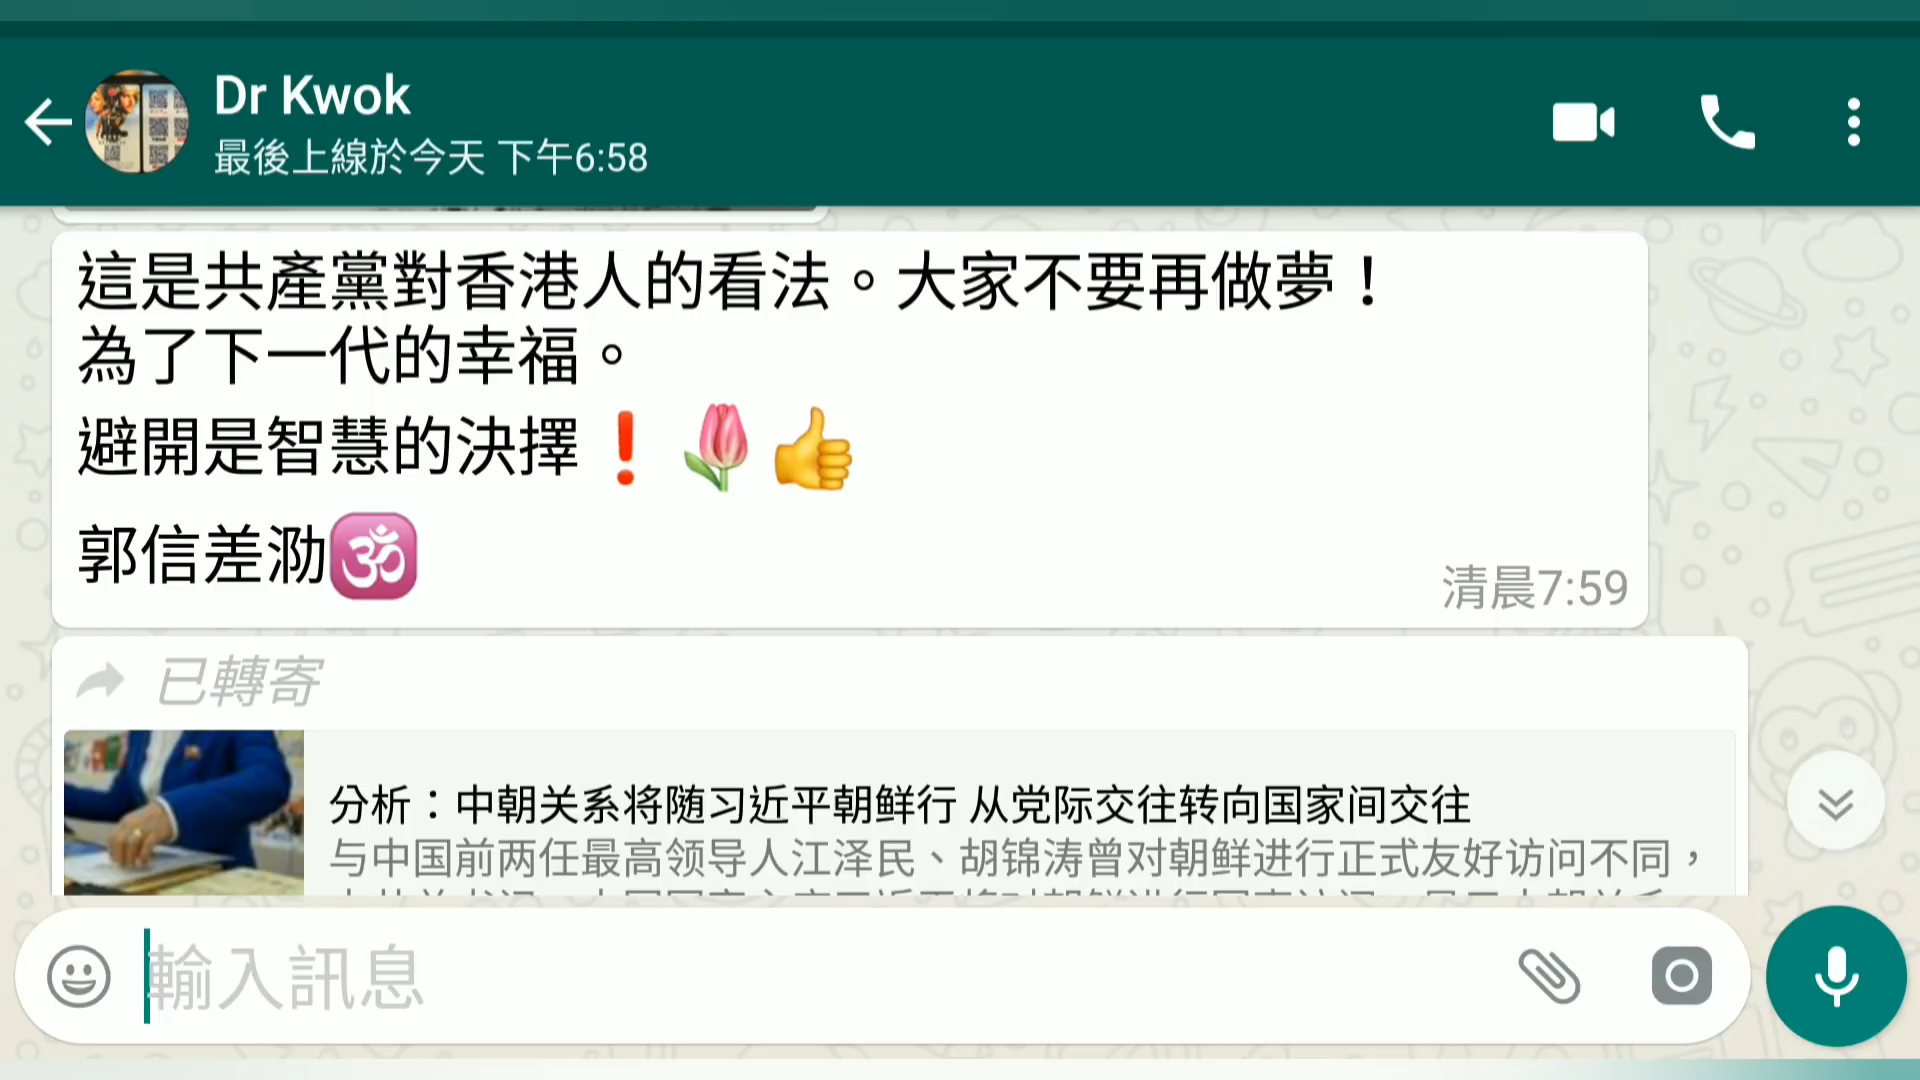 Dr Kwok
最後上線於今天 下午6:58
這是共產黨對香港人的看法。大家不要再做夢！
為了下一代的幸福。
避開是智慧的決擇❗🌷👍
郭信差泐🕉
清晨7:59
已轉寄
分析：中朝关系将随习近平朝鲜行 从党际交往转向国家间交往
与中国前两任最高领导人江泽民、胡锦涛曾对朝鲜进行正式友好访问不同，
輸入訊息